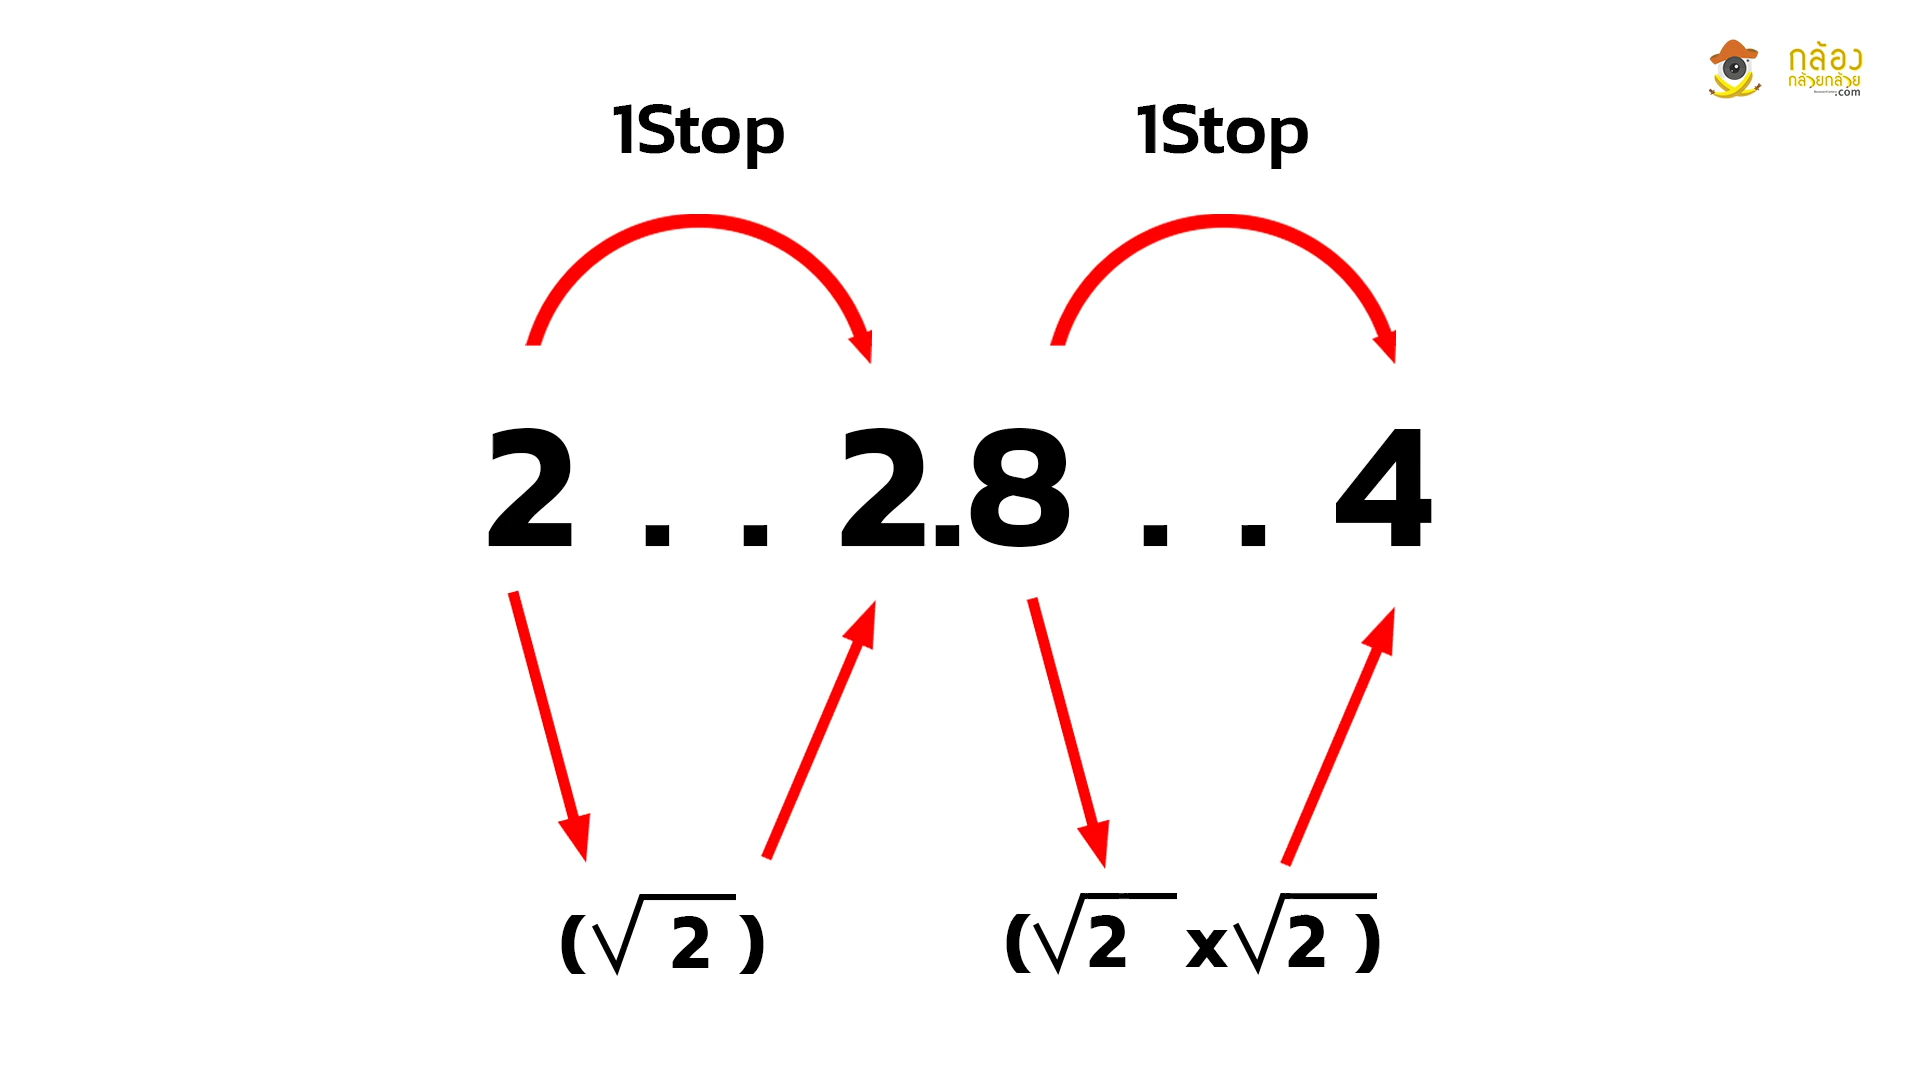 กล้อง
กล้วยกล้วย
.com
1Stop 1Stop
2 . . 2.8 . . 4
(√2) (√2 x√2)